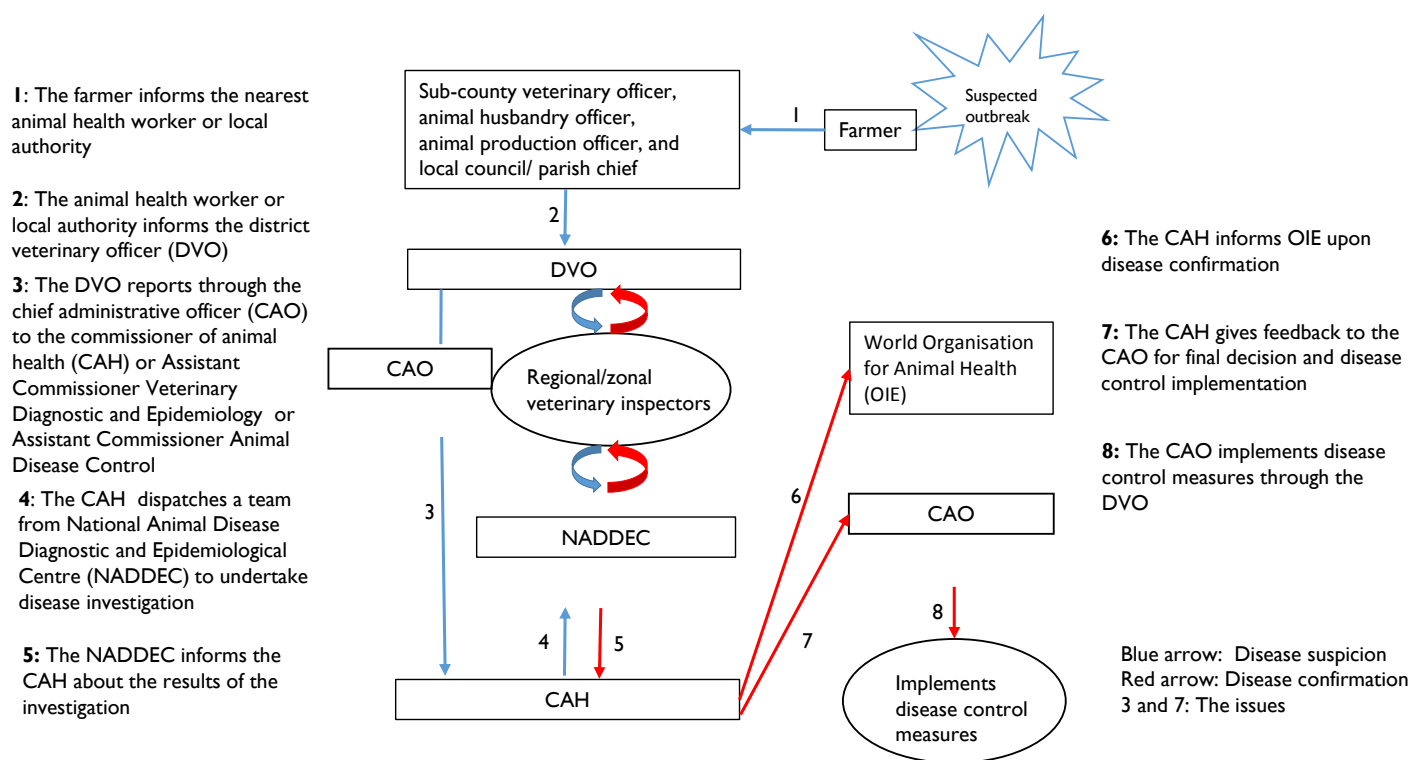 1: The farmer informs the nearest
animal health worker or local
authority
2: The animal health worker or
local authority informs the district
veterinary officer (DVO)
3: The DVO reports through the
chief administrative officer (CAO)
to the commissioner of animal
health (CAH) or Assistant
Commissioner Veterinary
Diagnostic and Epidemiology or
Assistant Commissioner Animal
Disease Control
4: The CAH dispatches a team
from National Animal Disease
Diagnostic and Epidemiological
Centre (NADDEC) to undertake
disease investigation
5: The NADDEC informs the
CAH about the results of the
investigation
Sub-county veterinary officer,
animal husbandry officer,
animal production officer, and
local council/ parish chief
1
Farmer
Suspected
outbreak
2
DVO
CAO
Regional/zonal
veterinary inspectors
3
NADDEC
4
5
CAH
World Organisation
for Animal Health
(OIE)
6
CAO
7
8
Implements
disease control
measures
6: The CAH informs OIE upon
disease confirmation
7: The CAH gives feedback to the
CAO for final decision and disease
control implementation
8: The CAO implements disease
control measures through the
DVO
Blue arrow: Disease suspicion
Red arrow: Disease confirmation
3 and 7: The issues